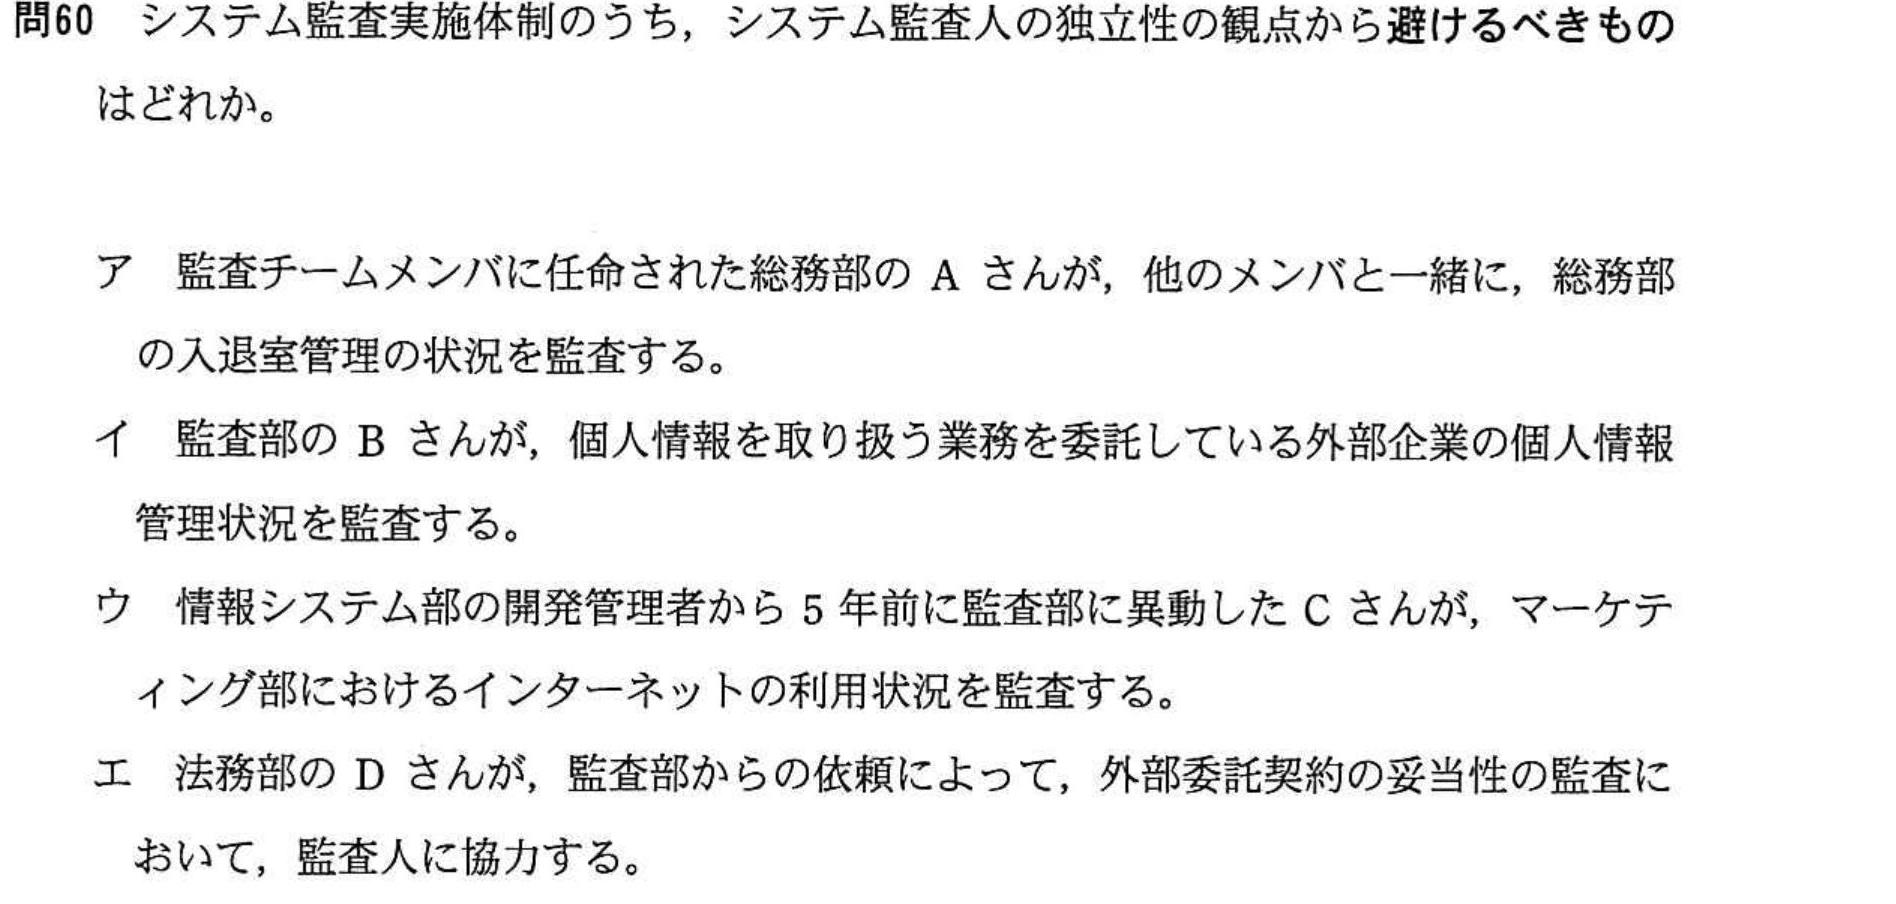 問60 システム監査実施体制のうち，システム監査人の独立性の観点から避けるべきもの
はどれか。
ア 監査チームメンバに任命された総務部の A さんが，他のメンバと一緒に，総務部
の入退室管理の状況を監査する。
イ 監査部の B さんが，個人情報を取り扱う業務を委託している外部企業の個人情報
管理状況を監査する。
ウ 情報システム部の開発管理者から 5 年前に監査部に異動した C さんが，マーケテ
ィング部におけるインターネットの利用状況を監査する。
エ 法務部の D さんが，監査部からの依頼によって，外部委託契約の妥当性の監査に
おいて，監査人に協力する。